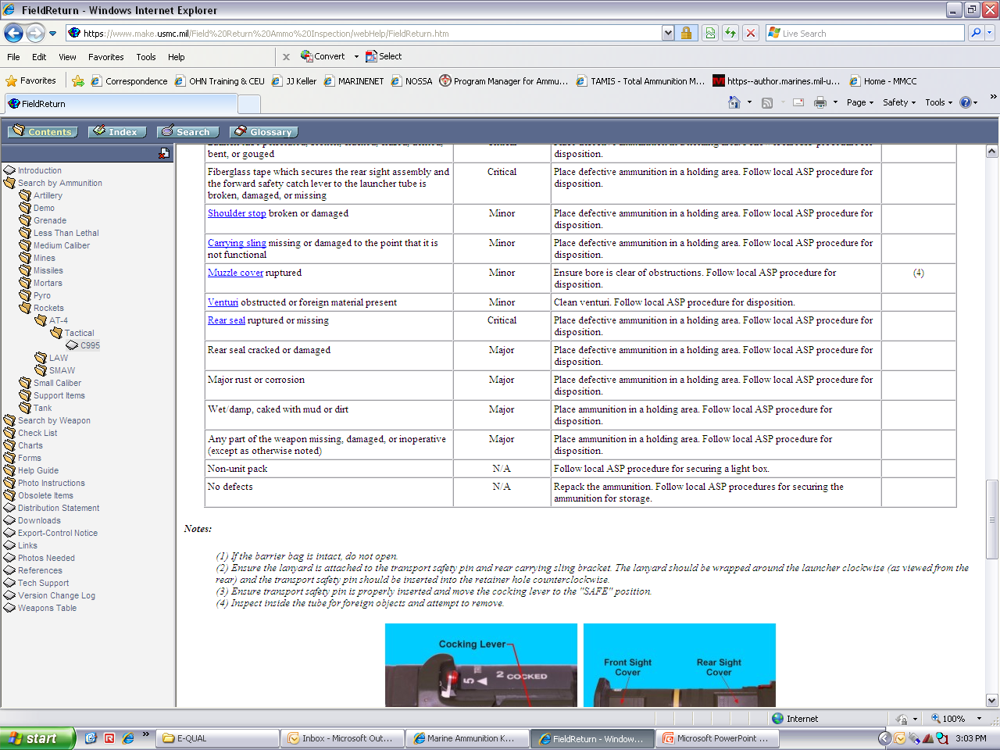 FieldReturn - Windows Internet Explorer
https://www.make.usmc.mil/Field%20Return%20Ammo%20Inspection/webHelp/FieldReturn.htm
Live Search
File Edit View Favorites Tools Help
x Convert Select
Favorites Correspondence OHN Training & CEU JJ Keller MARINENET NOSSA Program Manager for Ammu... TAMIS - Total Ammunition M... https--author.marines.mil-u... Home - MMCC
FieldReturn
Page Safety Tools
Contents Index Search Glossary
Introduction
Search by Ammunition
Artillery
Demo
Grenade
Less Than Lethal
Medium Caliber
Mines
Missiles
Mortars
Pyro
Rockets
AT-4
Tactical
C995
LAW
SMAW
Small Caliber
Support Items
Tank
Search by Weapon
Check List
Charts
Forms
Help Guide
Photo Instructions
Obsolete Items
Distribution Statement
Downloads
Export-Control Notice
Links
Photos Needed
References
Tech Support
Version Change Log
Weapons Table
bent, or gouged
disposition.
Fiberglass tape which secures the rear sight assembly and
the forward safety catch lever to the launcher tube is
broken, damaged, or missing
Critical
Place defective ammunition in a holding area. Follow local ASP procedure for
disposition.
Shoulder stop broken or damaged
Minor
Place defective ammunition in a holding area. Follow local ASP procedure for
disposition.
Carrying sling missing or damaged to the point that it is
not functional
Minor
Place defective ammunition in a holding area. Follow local ASP procedure for
disposition.
Muzzle cover ruptured
Minor
Ensure bore is clear of obstructions. Follow local ASP procedure for
disposition.
(4)
Venturi obstructed or foreign material present
Minor
Clean venturi. Follow local ASP procedure for disposition.
Rear seal ruptured or missing
Critical
Place defective ammunition in a holding area. Follow local ASP procedure for
disposition.
Rear seal cracked or damaged
Major
Place defective ammunition in a holding area. Follow local ASP procedure for
disposition.
Major rust or corrosion
Major
Place defective ammunition in a holding area. Follow local ASP procedure for
disposition.
Wet/damp, caked with mud or dirt
Major
Place ammunition in a holding area. Follow local ASP procedure for
disposition.
Any part of the weapon missing, damaged, or inoperative
(except as otherwise noted)
Major
Place ammunition in a holding area. Follow local ASP procedure for
disposition.
Non-unit pack
N/A
Follow local ASP procedure for securing a light box.
No defects
N/A
Repack the ammunition. Follow local ASP procedures for securing the
ammunition for storage.
Notes:
(1) If the barrier bag is intact, do not open.
(2) Ensure the lanyard is attached to the transport safety pin and rear carrying sling bracket. The lanyard should be wrapped around the launcher clockwise (as viewed from the
rear) and the transport safety pin should be inserted into the retainer hole counterclockwise.
(3) Ensure transport safety pin is properly inserted and move the cocking lever to the "SAFE" position.
(4) Inspect inside the tube for foreign objects and attempt to remove.
Cocking Lever
2 COCKED
5
Front Sight
Cover
Rear Sight
Cover
Internet 100%
start E-QUAL Inbox - Microsoft Out... Marine Ammunition K... FieldReturn - Window... Microsoft PowerPoint ... 3:03 PM